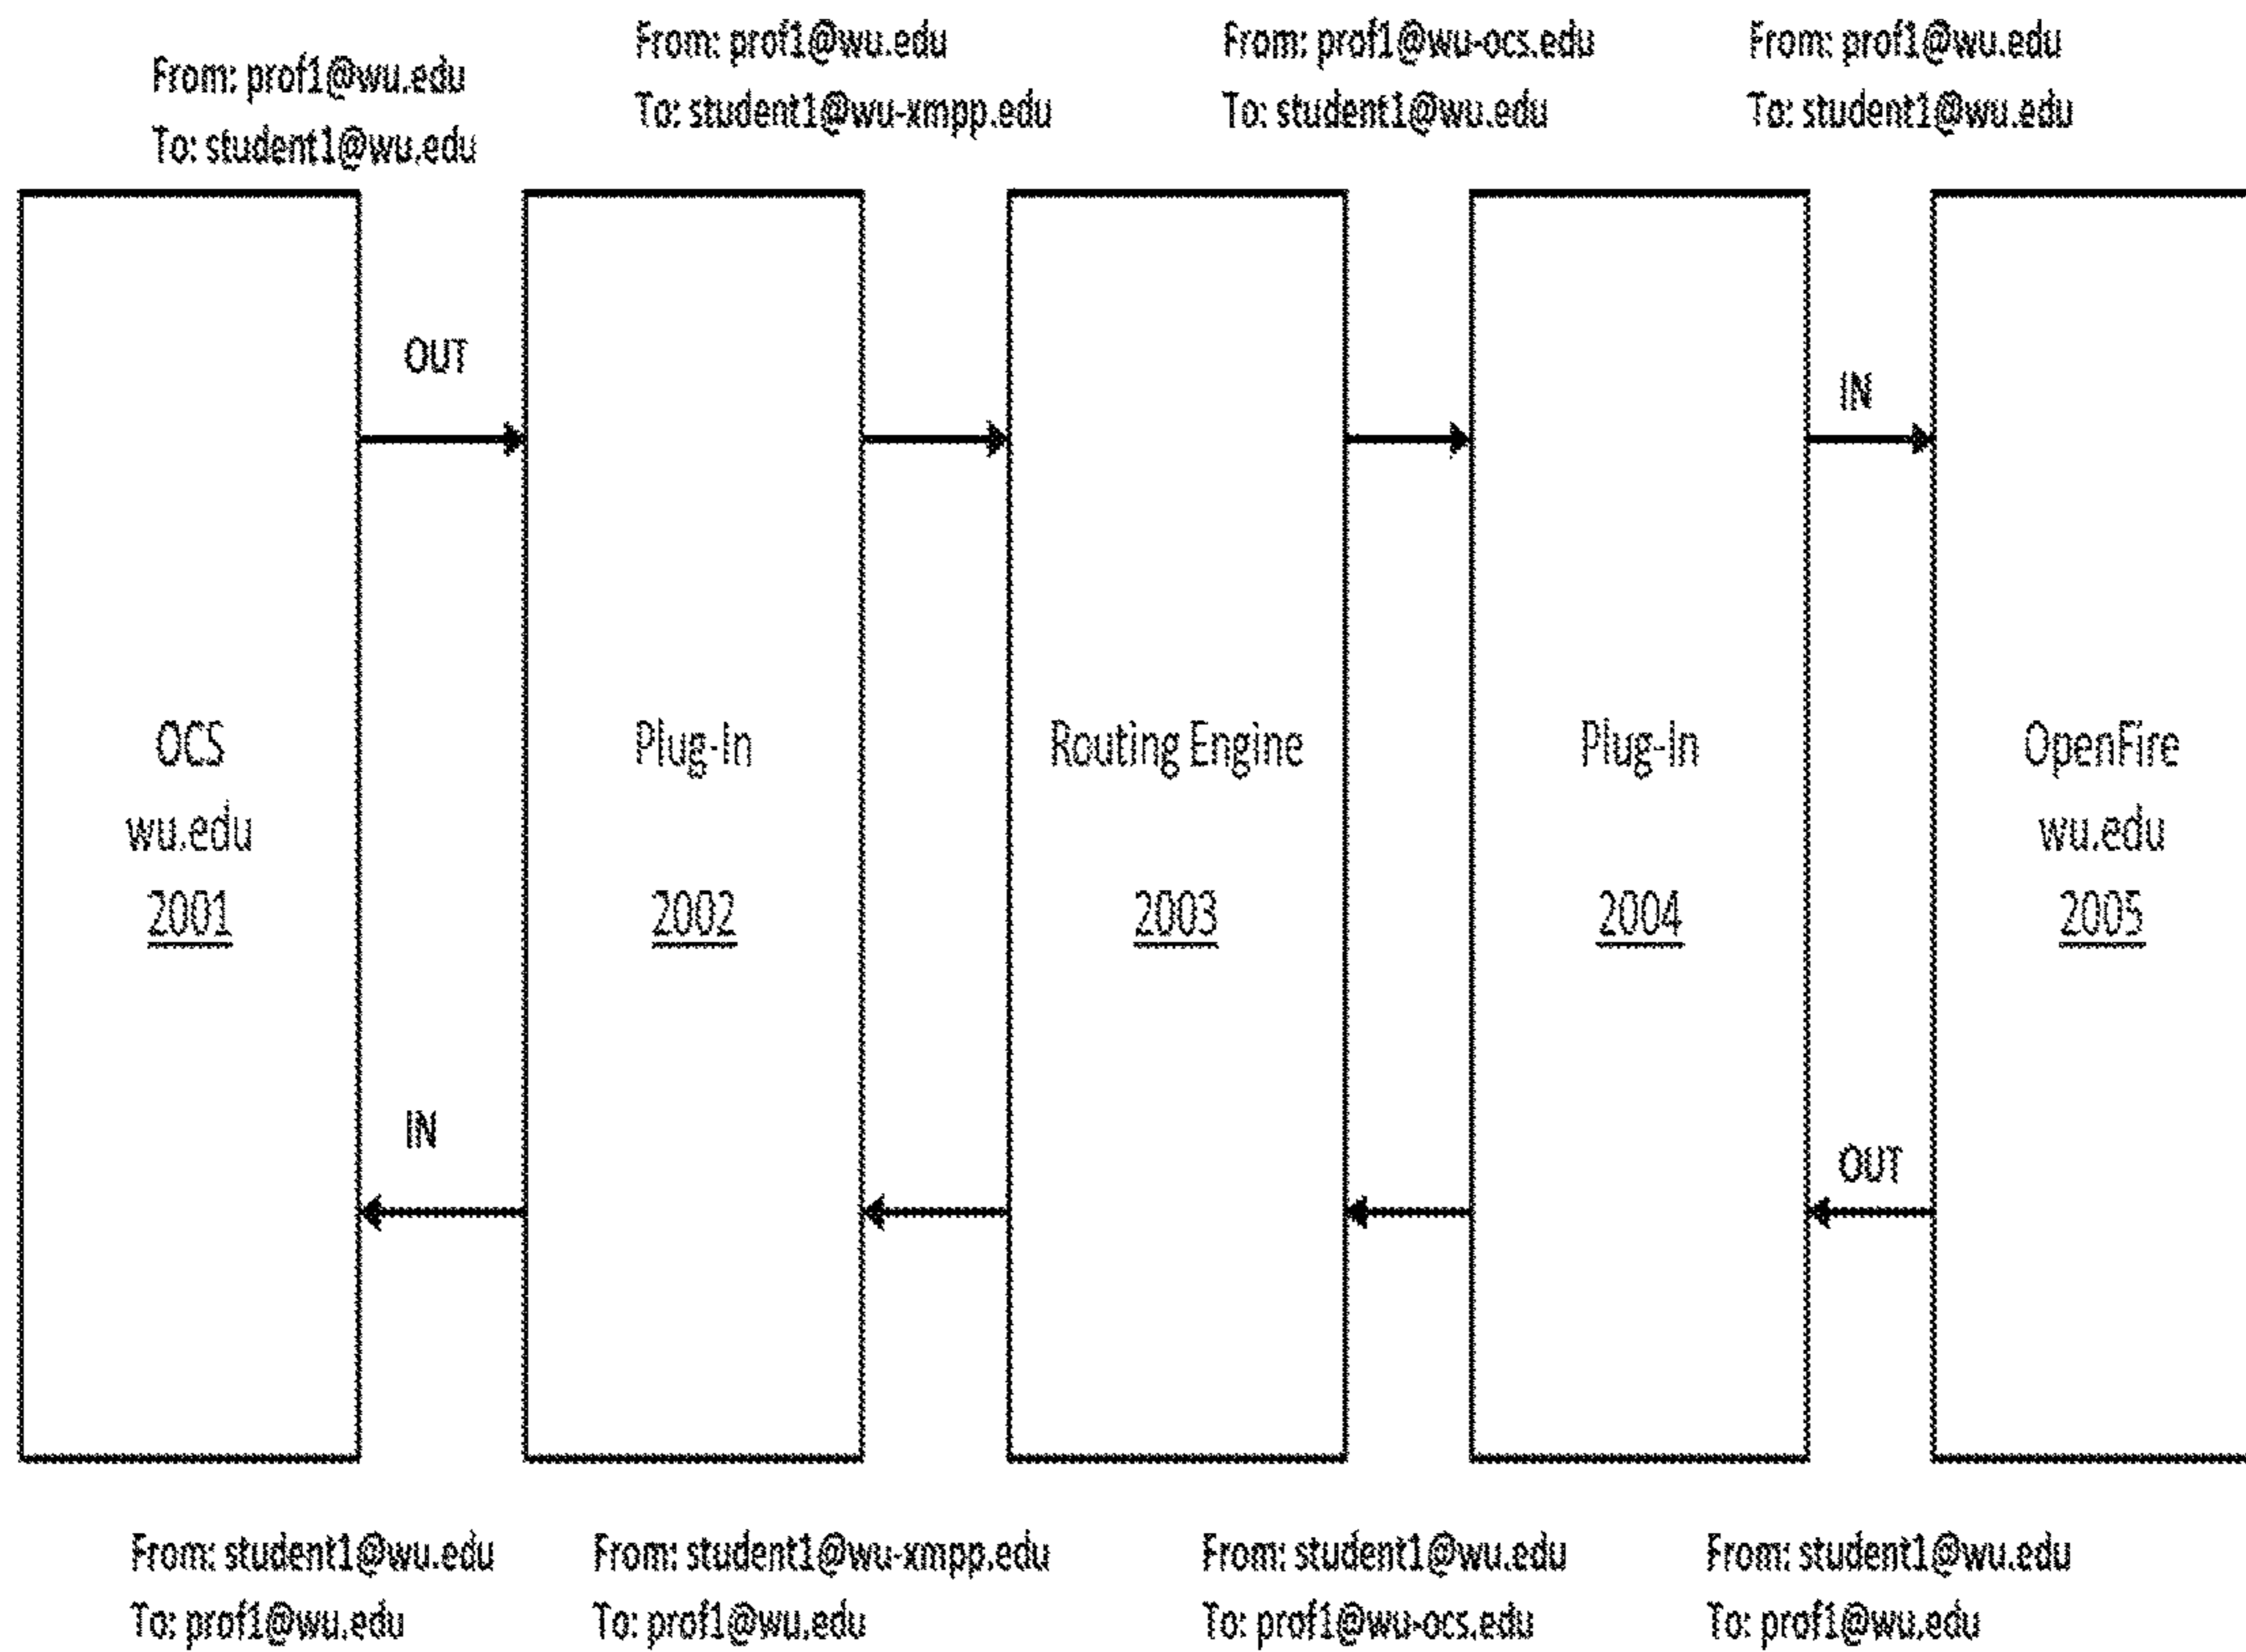 From: prof1@wu.edu
To: student1@wu.edu
From: prof1@wu.edu
To: student1@wu-xmpp.edu
From: prof1@wu-ocs.edu
To: student1@wu.edu
From: prof1@wu.edu
To: student1@wu.edu
OUT
IN
OCS
wu.edu
2001
Plug-In
2002
Routing Engine
2003
Plug-In
2004
OpenFire
wu.edu
2005
IN
OUT
From: student1@wu.edu
To: prof1@wu.edu
From: student1@wu-xmpp.edu
To: prof1@wu.edu
From: student1@wu.edu
To: prof1@wu-ocs.edu
From: student1@wu.edu
To: prof1@wu.edu